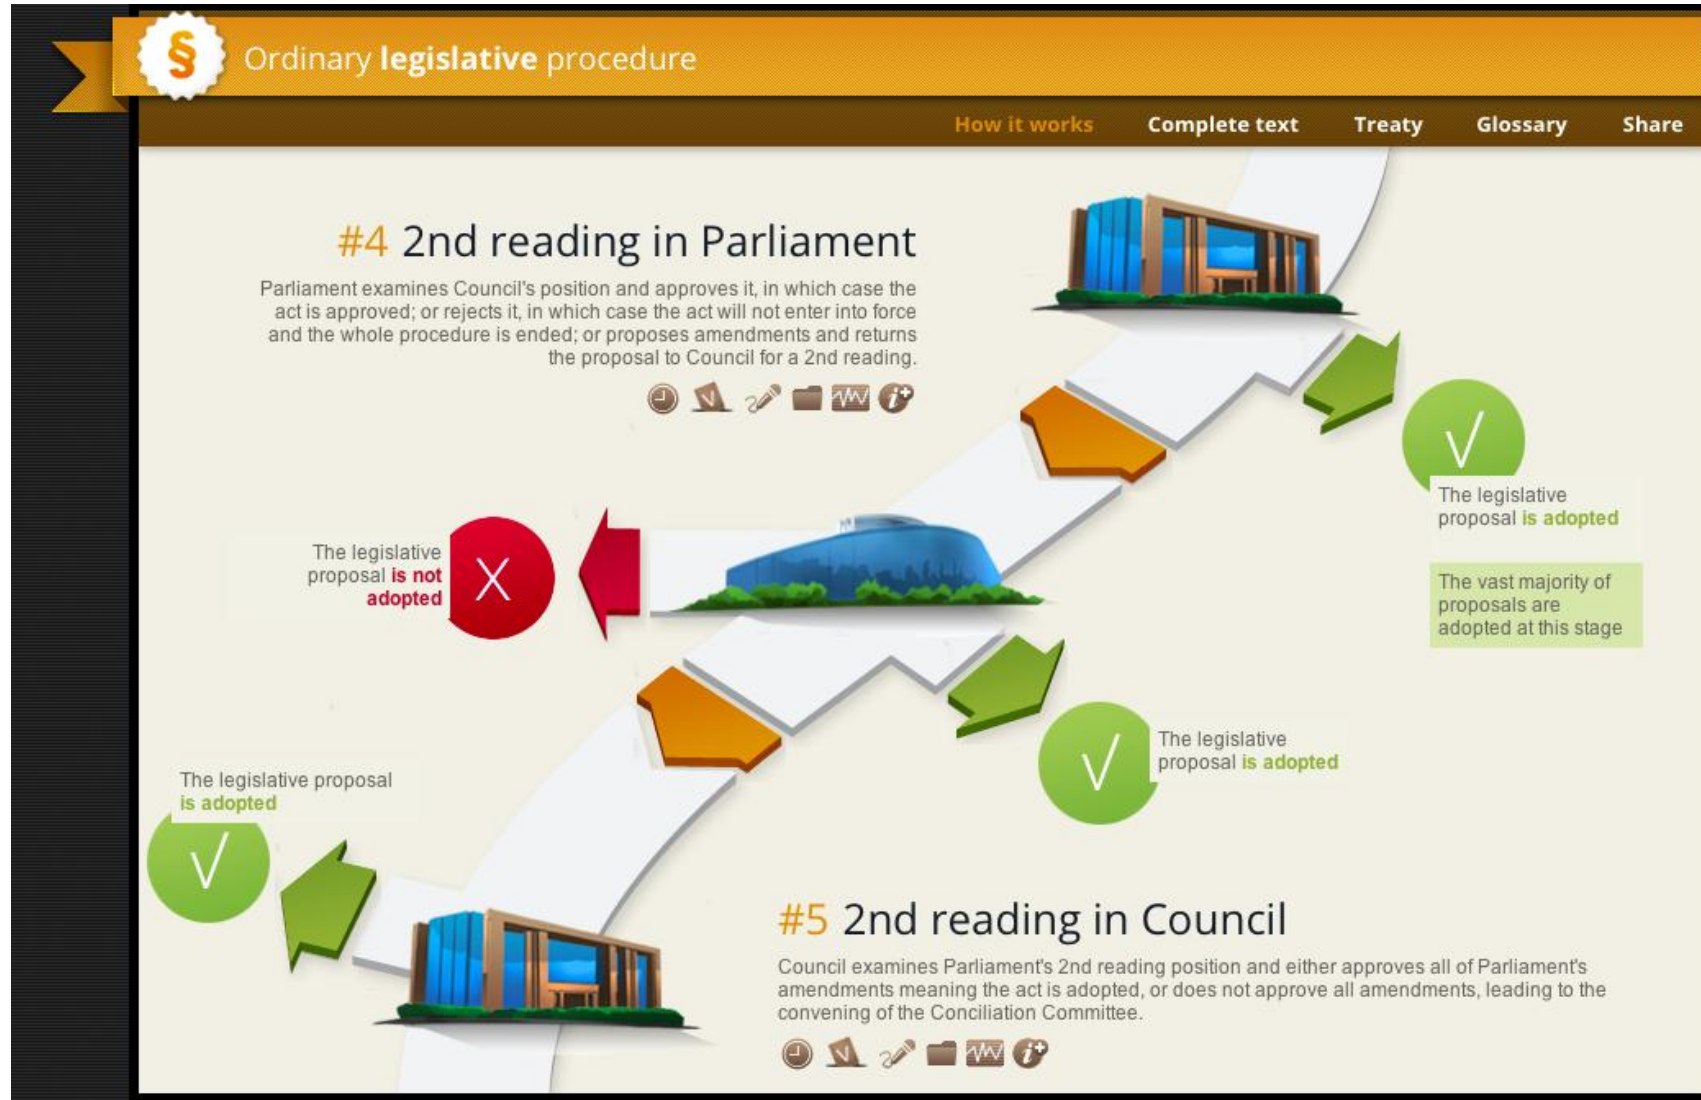 § Ordinary legislative procedure
How it works Complete text Treaty Glossary Share
#4 2nd reading in Parliament
Parliament examines Council's position and approves it, in which case the
act is approved; or rejects it, in which case the act will not enter into force
and the whole procedure is ended; or proposes amendments and returns
the proposal to Council for a 2nd reading.
The legislative
proposal is adopted
The vast majority of
proposals are
adopted at this stage
The legislative
proposal is not
adopted
X
The legislative
proposal is adopted
The legislative proposal
is adopted
#5 2nd reading in Council
Council examines Parliament's 2nd reading position and either approves all of Parliament's
amendments meaning the act is adopted, or does not approve all amendments, leading to the
convening of the Conciliation Committee.